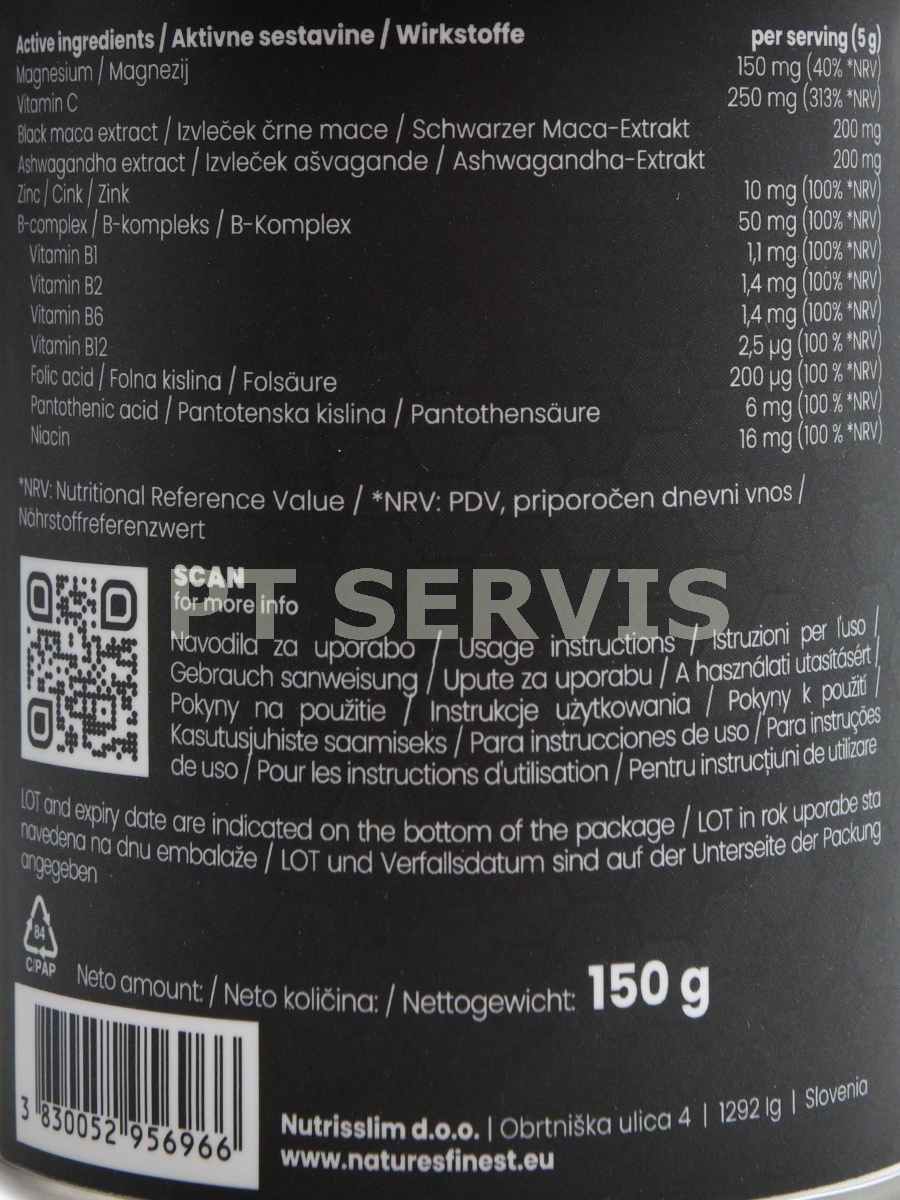 Active ingredients / Aktivne sestavine / Wirkstoffe per serving (5 g)
Magnesium / Magnezij 150 mg (40% *NRV)
Vitamin C 250 mg (313% *NRV)
Black maca extract / Izvleček črne mace / Schwarzer Maca-Extrakt 200 mg
Ashwagandha extract / Izvleček ašvagande / Ashwagandha-Extrakt 200 mg
Zinc / Cink / Zink 10 mg (100% *NRV)
B-complex / B-kompleks / B-Komplex 50 mg (100% *NRV)
Vitamin B1 1,1 mg (100% *NRV)
Vitamin B2 1,4 mg (100% *NRV)
Vitamin B6 1,4 mg (100% *NRV)
Vitamin B12 2,5 µg (100 % *NRV)
Folic acid / Folna kislina / Folsäure 200 µg (100 % *NRV)
Pantothenic acid / Pantotenska kislina / Pantothensäure 6 mg (100 % *NRV)
Niacin 16 mg (100 % *NRV)
*NRV: Nutritional Reference Value / *NRV: PDV, priporočen dnevni vnos /
Nährstoffreferenzwert
SCAN
PT SERVIS
for more info
Navodila za uporabo / Usage instructions / Istruzioni per l'uso /
Gebrauch sanweisung / Upute za uporabu / A használati utasításért /
Pokyny na použitie / Instrukcje użytkowania / Pokyny k použití /
Kasutusjuhiste saamiseks / Para instrucciones de uso / Para instruções
de uso / Pour les instructions d'utilisation / Pentru instrucțiuni de utilizare
LOT and expiry date are indicated on the bottom of the package / LOT in rok uporabe sta
navedena na dnu embalaže / LOT und Verfallsdatum sind auf der Unterseite der Packung
angegeben
84
C/PAP
Neto amount: / Neto količina: / Nettogewicht: 150 g
3 830052 956966
Nutrisslim d.o.o. | Obrtniška ulica 4 | 1292 Ig | Slovenia
www.naturesfinest.eu